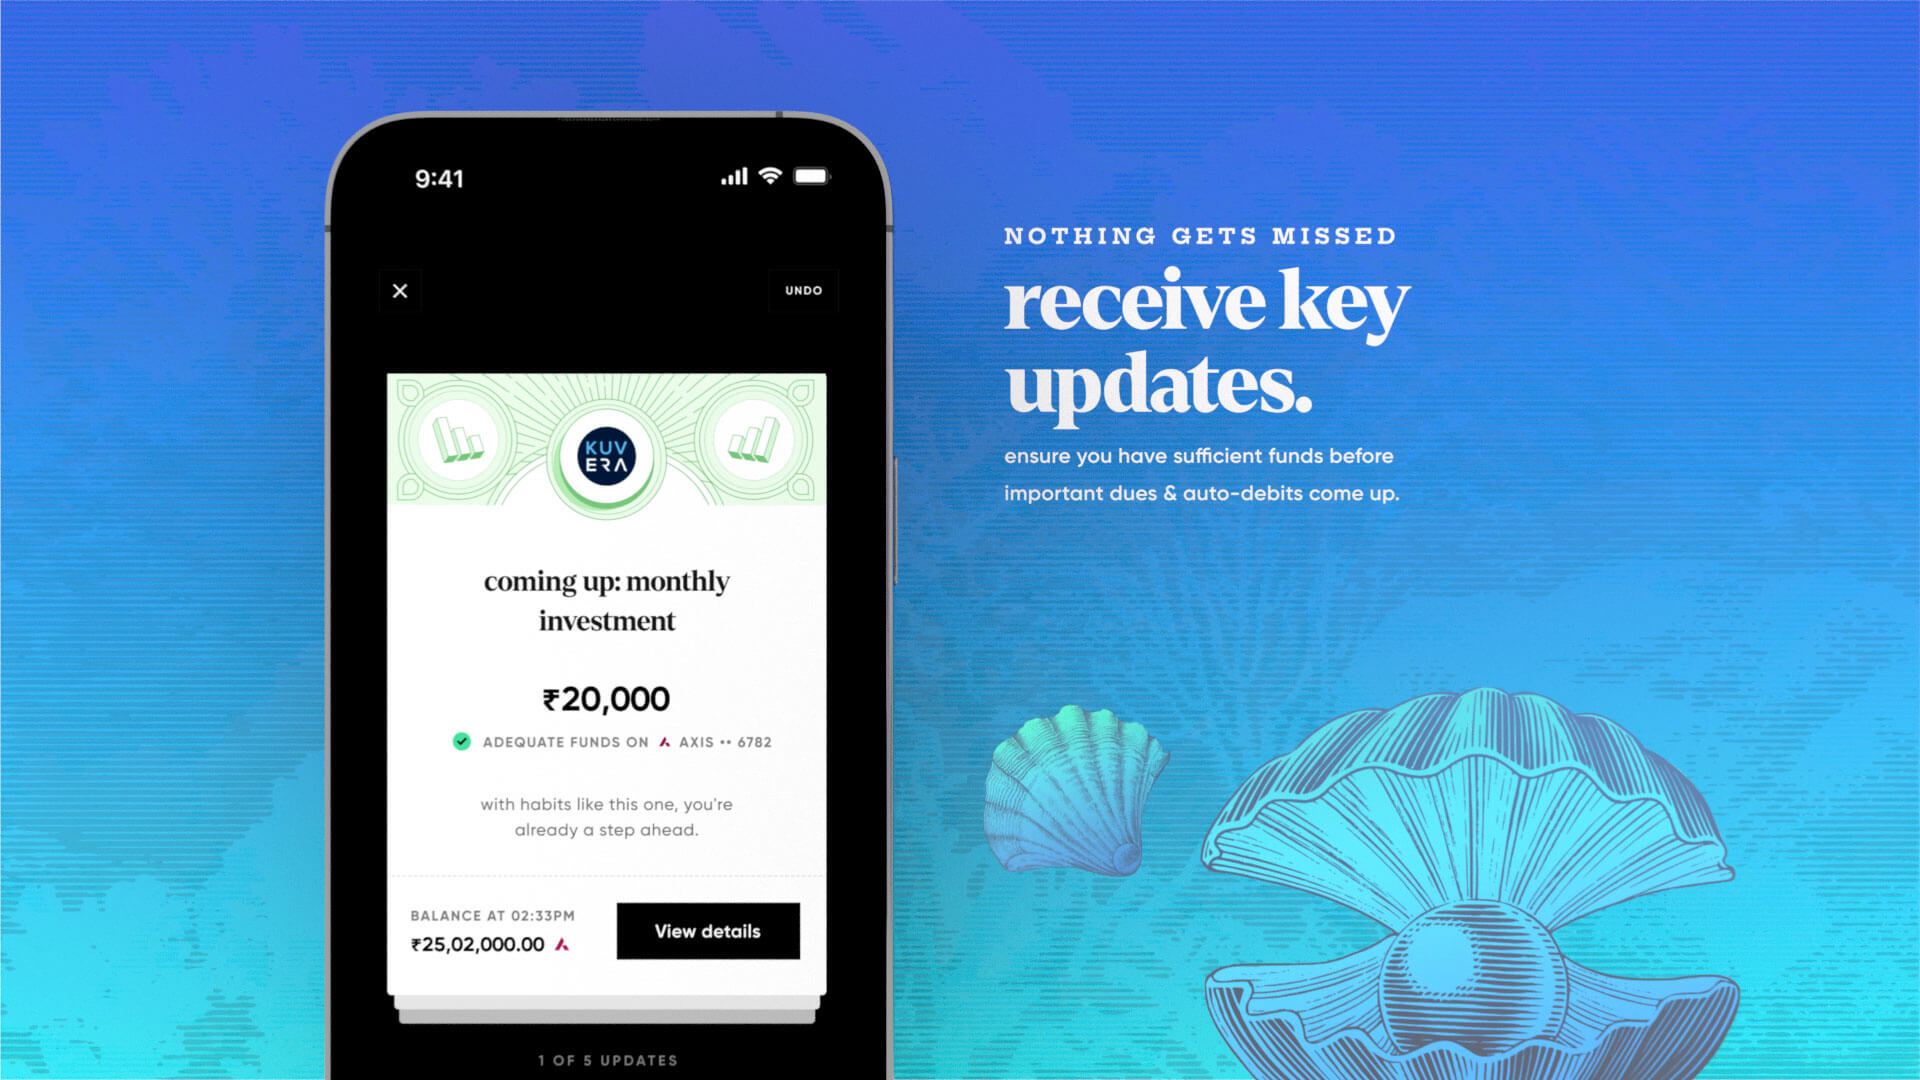 9:41
UNDO
KUV
ERA
coming up: monthly
investment
₹20,000
ADEQUATE FUNDS ON AXIS •• 6782
with habits like this one, you're
already a step ahead.
BALANCE AT 02:33PM
₹25,02,000.00
View details
1 OF 5 UPDATES
NOTHING GETS MISSED
receive key
updates.
ensure you have sufficient funds before
important dues & auto-debits come up.